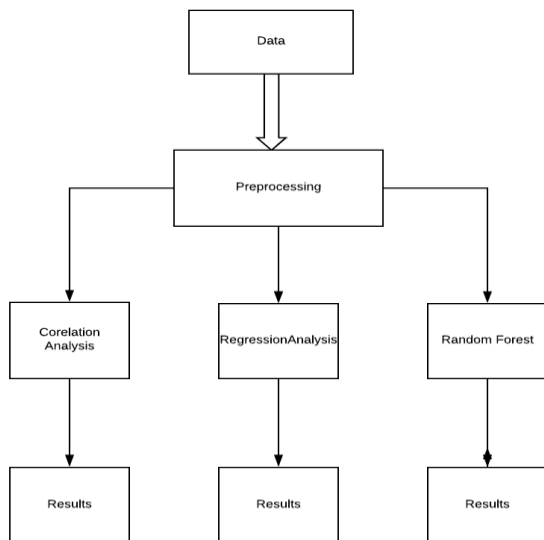 Data
Preprocessing
Corelation
Analysis
RegressionAnalysis
Random Forest
Results
Results
Results